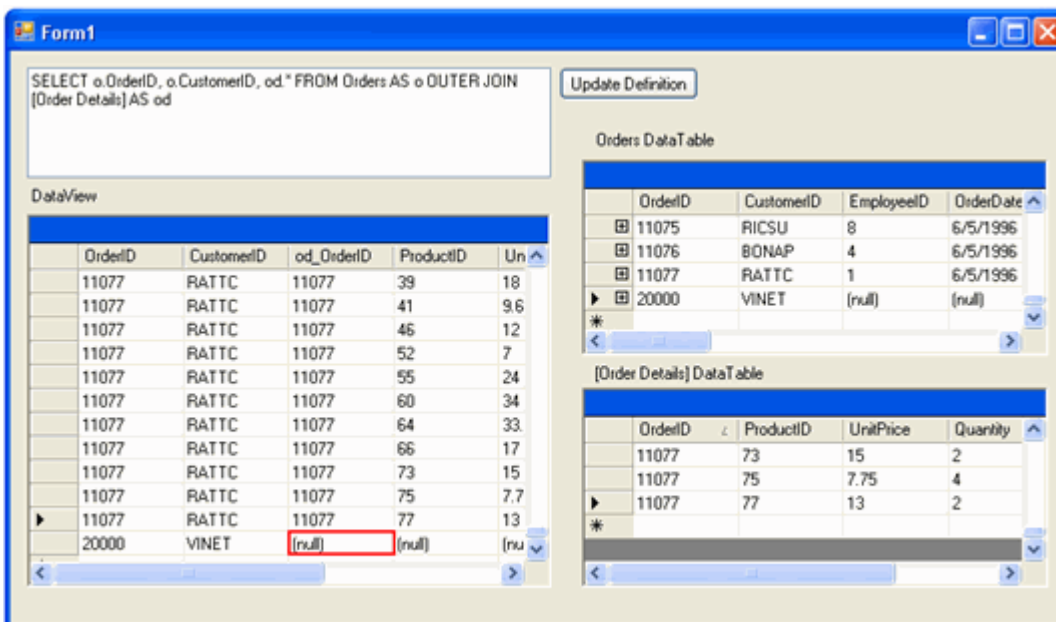 Form1
SELECT o.OrderID, o.CustomerID, od.* FROM Orders AS o OUTER JOIN
[Order Details] AS od
Update Definition
DataView
OrderID CustomerID od_OrderID ProductID Un
11077 RATTC 11077 39 18
11077 RATTC 11077 41 9.6
11077 RATTC 11077 46 12
11077 RATTC 11077 52 7
11077 RATTC 11077 55 24
11077 RATTC 11077 60 34
11077 RATTC 11077 64 33.
11077 RATTC 11077 66 17
11077 RATTC 11077 73 15
11077 RATTC 11077 75 7.7
11077 RATTC 11077 77 13
20000 VINET (null) (null) (nu
Orders DataTable
OrderID CustomerID EmployeeID OrderDate
11075 RICSU 8 6/5/1996
11076 BONAP 4 6/5/1996
11077 RATTC 1 6/5/1996
20000 VINET (null) (null)
[Order Details] DataTable
OrderID ProductID UnitPrice Quantity
11077 73 15 2
11077 75 7.75 4
11077 77 13 2